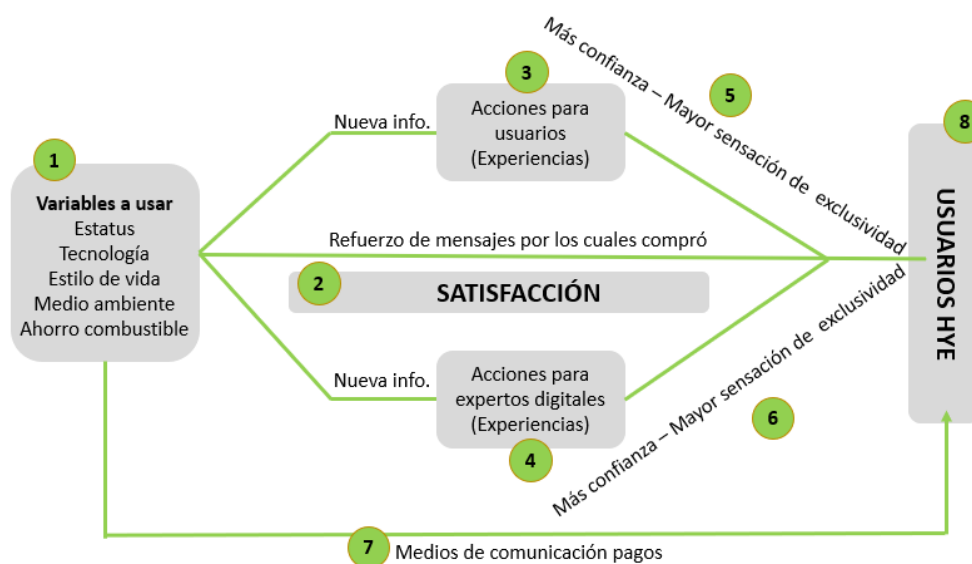 1
Variables a usar
Estatus
Tecnología
Estilo de vida
Medio ambiente
Ahorro combustible
Nueva info.
3
Acciones para
usuarios
(Experiencias)
Refuerzo de mensajes por los cuales compró
2
SATISFACCIÓN
Nueva info.
Acciones para
expertos digitales
(Experiencias)
4
Más confianza – Mayor sensación de exclusividad
5
Más confianza – Mayor sensación de exclusividad
6
7
Medios de comunicación pagos
8
USUARIOS HYE